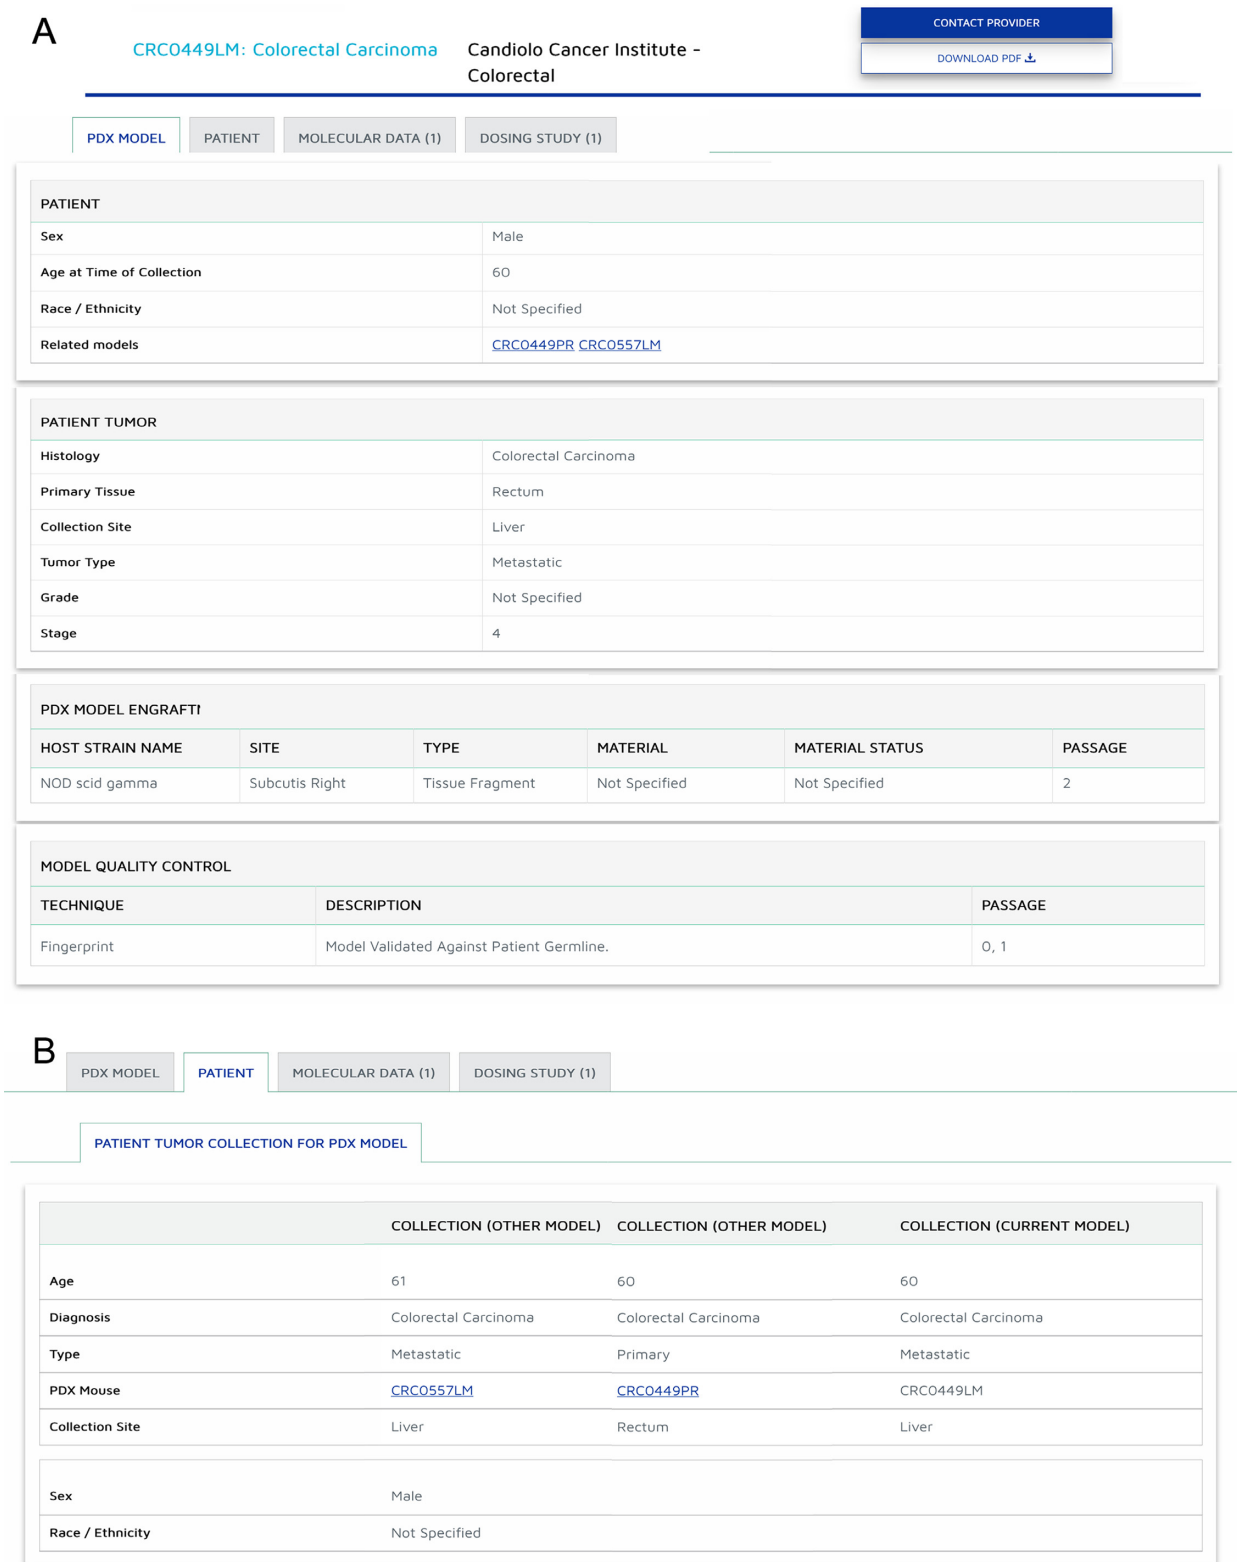 A
CRC0449LM: Colorectal Carcinoma
Candiolo Cancer Institute -
Colorectal
CONTACT PROVIDER
DOWNLOAD PDF
PDX MODEL PATIENT MOLECULAR DATA (1) DOSING STUDY (1)
PATIENT
Sex Male
Age at Time of Collection 60
Race / Ethnicity Not Specified
Related models CRC0449PR CRC0557LM
PATIENT TUMOR
Histology Colorectal Carcinoma
Primary Tissue Rectum
Collection Site Liver
Tumor Type Metastatic
Grade Not Specified
Stage 4
PDX MODEL ENGRAFTM
HOST STRAIN NAME SITE TYPE MATERIAL MATERIAL STATUS PASSAGE
NOD scid gamma Subcutis Right Tissue Fragment Not Specified Not Specified 2
MODEL QUALITY CONTROL
TECHNIQUE DESCRIPTION PASSAGE
Fingerprint Model Validated Against Patient Germline. 0, 1
B
PDX MODEL PATIENT MOLECULAR DATA (1) DOSING STUDY (1)
PATIENT TUMOR COLLECTION FOR PDX MODEL
COLLECTION (OTHER MODEL) COLLECTION (OTHER MODEL) COLLECTION (CURRENT MODEL)
Age 61 60 60
Diagnosis Colorectal Carcinoma Colorectal Carcinoma Colorectal Carcinoma
Type Metastatic Primary Metastatic
PDX Mouse CRC0557LM CRC0449PR CRC0449LM
Collection Site Liver Rectum Liver
Sex Male
Race / Ethnicity Not Specified